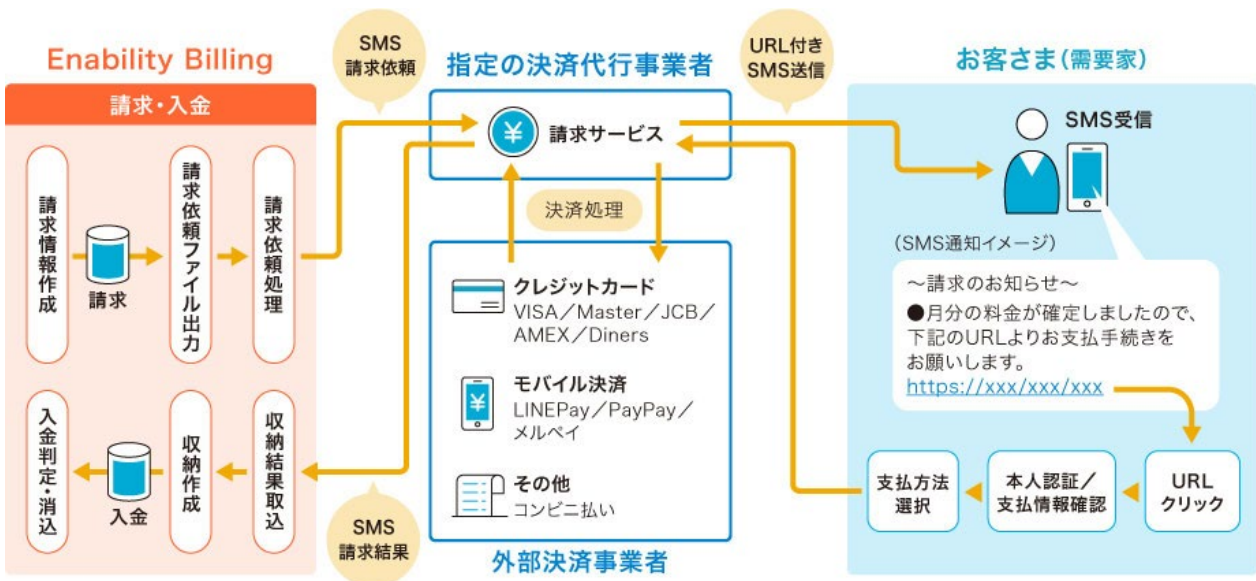 Enability Billing
請求・入金
請求情報作成
請求
請求依頼ファイル出力
請求依頼処理
入金判定・消込
入金
収納作成
収納結果取込
SMS
請求依頼
SMS
請求結果
指定の決済代行事業者
請求サービス
決済処理
クレジットカード
VISA／Master／JCB／
AMEX／Diners
モバイル決済
LINEPay／PayPay／
メルペイ
その他
コンビニ払い
外部決済事業者
URL付き
SMS送信
お客さま（需要家）
SMS受信
（SMS通知イメージ）
～請求のお知らせ～
●月分の料金が確定しましたので、
下記のURLよりお支払手続きを
お願いします。
https://xxx/xxx/xxx
支払方法
選択
本人認証／
支払情報確認
URL
クリック